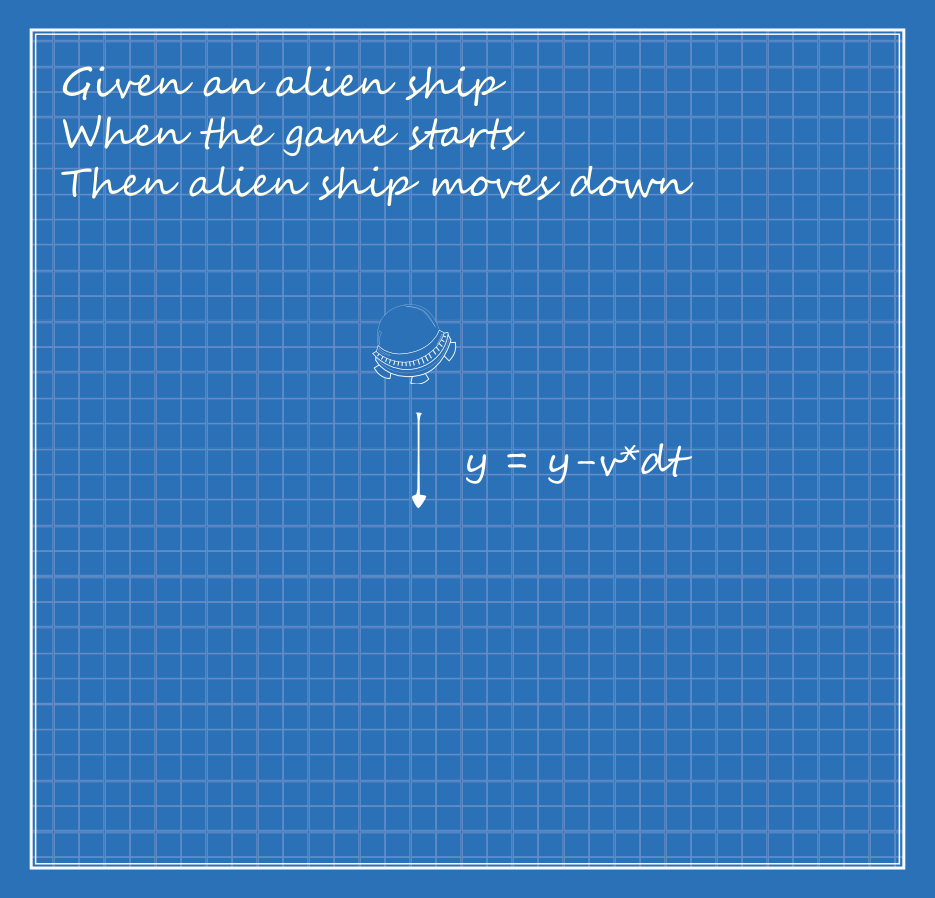 Given an alien ship
When the game starts
Then alien ship moves down
y = y-v*dt